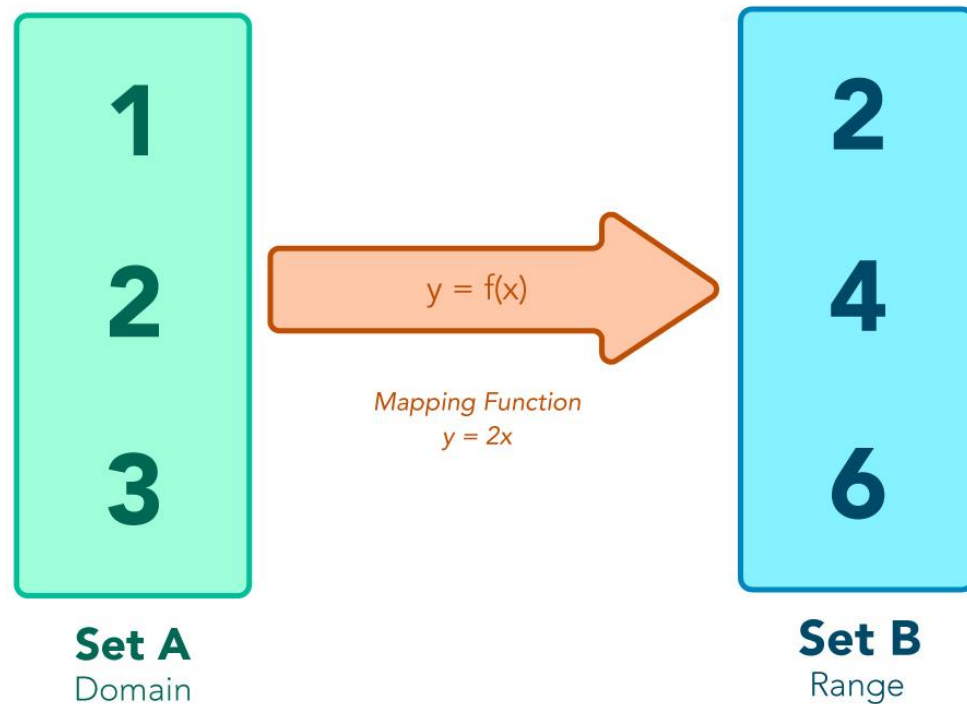 1
2
3
Set A
Domain
y = f(x)
Mapping Function
y = 2x
2
4
6
Set B
Range